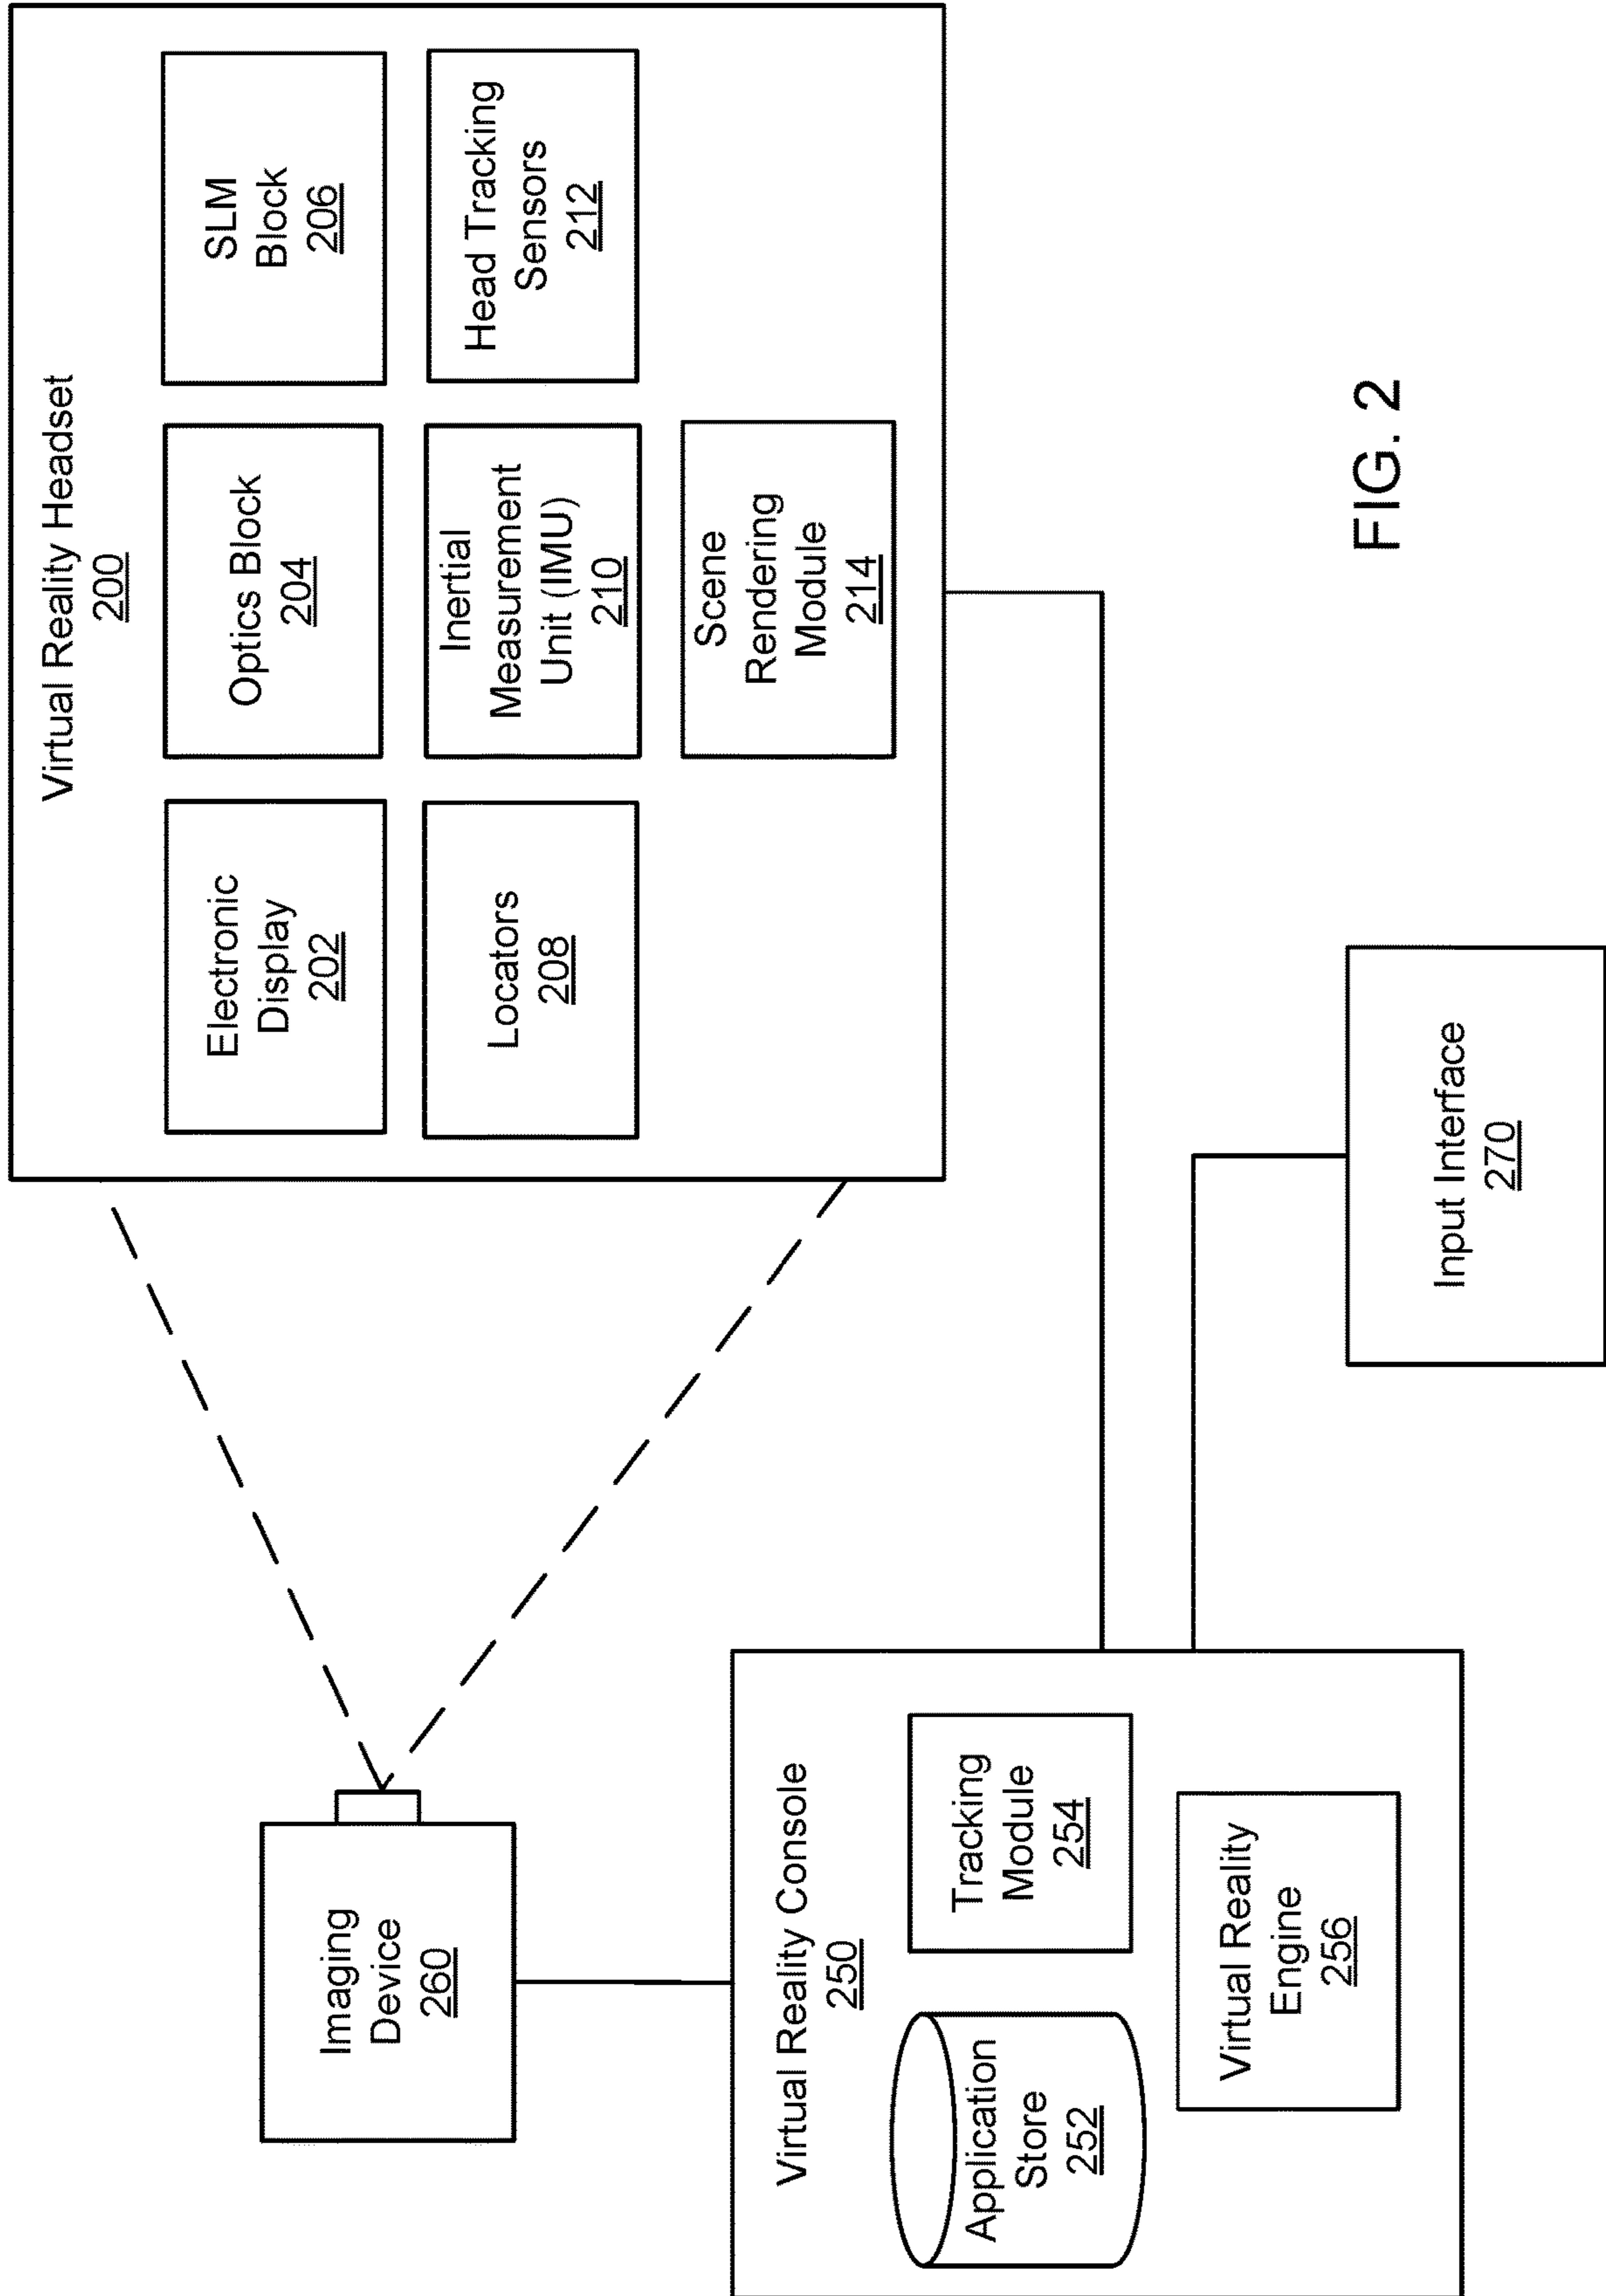 Virtual Reality Headset
200
Electronic
Display
202
Optics Block
204
SLM
Block
206
Locators
208
Inertial
Measurement
Unit (IMU)
210
Head Tracking
Sensors
212
Scene
Rendering
Module
214
Imaging
Device
260
Virtual Reality Console
250
Application
Store
252
Tracking
Module
254
Virtual Reality
Engine
256
Input Interface
270
FIG. 2